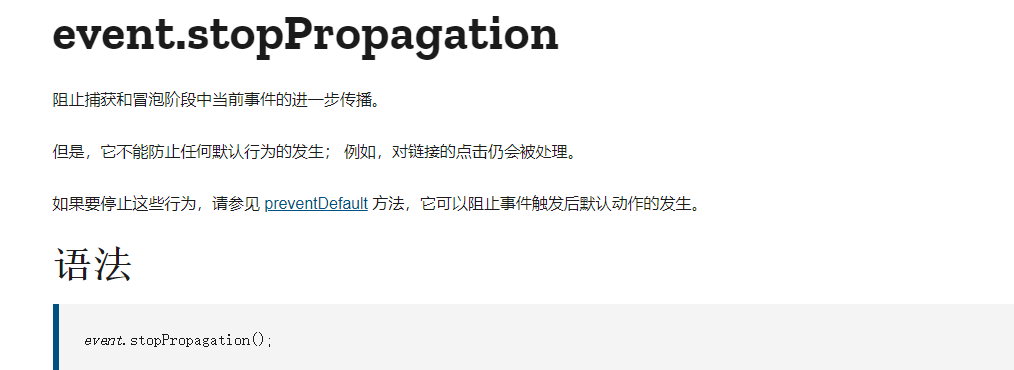 event.stopPropagation
阻止捕获和冒泡阶段中当前事件的进一步传播。
但是，它不能防止任何默认行为的发生； 例如，对链接的点击仍会被处理。
如果要停止这些行为，请参见 preventDefault 方法，它可以阻止事件触发后默认动作的发生。
语法
event.stopPropagation();